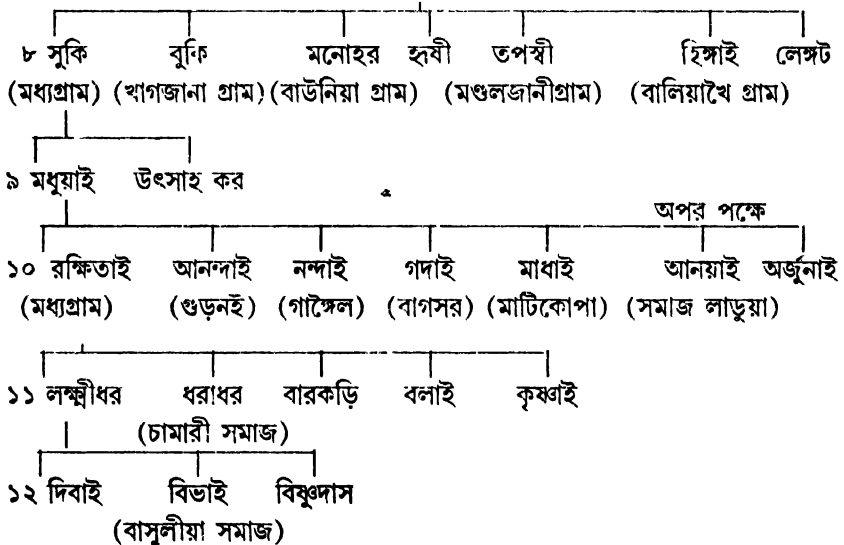 ৮ সুকি বুকি মনোহর হৃষী তপস্বী হিঙ্গাই লেঙ্গট
(মধ্যগ্রাম) (খাগজানা গ্রাম) (বাউনিয়া গ্রাম) (মণ্ডলজানীগ্রাম) (বালিয়াখৈ গ্রাম)
৯ মধুয়াই উৎসাহ কর
অপর পক্ষে
১০ রক্ষিতাই আনন্দাই নন্দাই গদাই মাধাই আনয়াই অর্জুনাই
(মধ্যগ্রাম) (গুড়নই) (গাঙ্গৈল) (বাগসর) (মাটিকোপা) (সমাজ লাড়ুয়া)
১১ লক্ষ্মীধর ধরাধর বারকড়ি বলাই কৃষ্ণাই
(চামারী সমাজ)
১২ দিবাই বিভাই বিষ্ণুদাস
(বাসুলীয়া সমাজ)